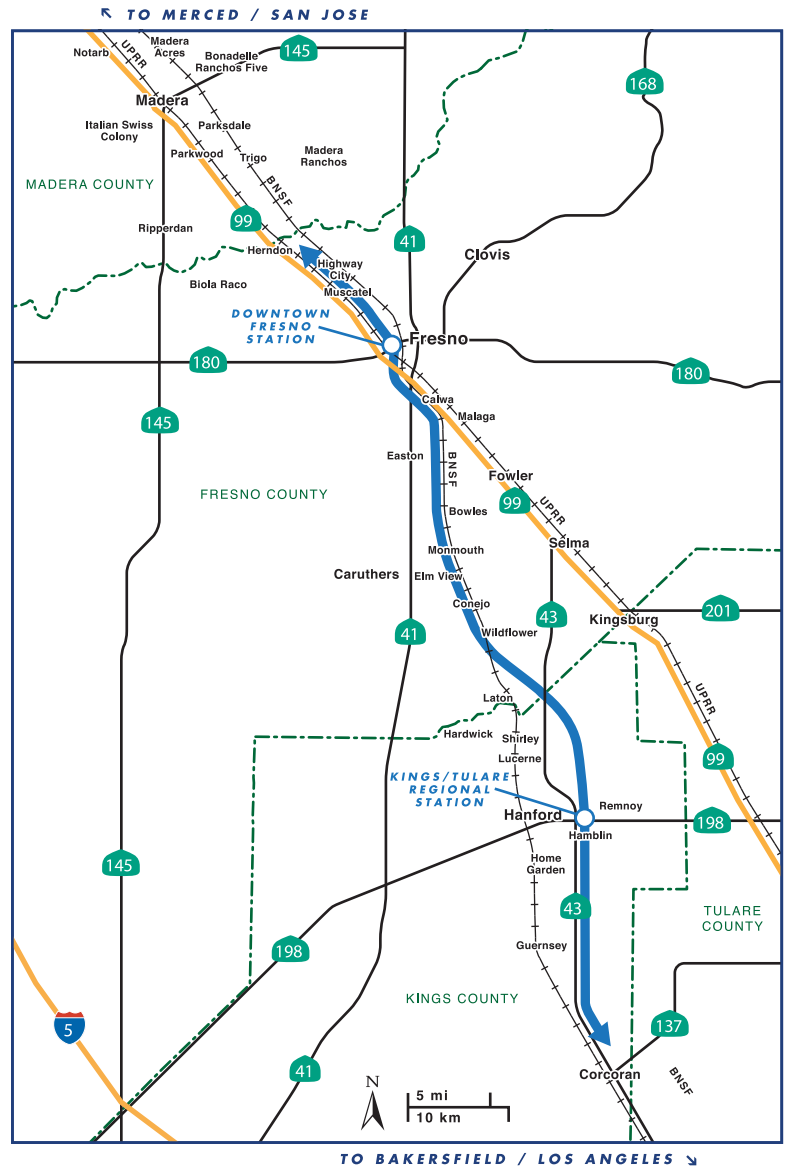 TO MERCED / SAN JOSE
Notarb
UPRR
Madera
Acres
Bonadelle
Ranchos Five
145
168
Madera
Italian Swiss
Colony
Parksdale
Parkwood
Trigo
Madera
Ranchos
BNSF
MADERA COUNTY
99
Ripperdan
41
Herndon
Highway
City
Clovis
Biola Raco
Muscatel
DOWNTOWN
FRESNO
STATION
Fresno
180
180
145
Calwa
Malaga
Easton
BNSF
Fowler
FRESNO COUNTY
99
UPRR
Bowles
Selma
Monmouth
Caruthers
Elm View
Conejo
43
201
Kingsburg
41
Wildflower
UPRR
Laton
Hardwick
Shirley
Lucerne
99
KINGS/TULARE
REGIONAL
STATION
Remnoy
Hanford
198
Hamblin
Home
Garden
145
43
TULARE
COUNTY
198
Guernsey
KINGS COUNTY
5
137
41
Corcoran
BNSF
N
5 mi
10 km
TO BAKERSFIELD / LOS ANGELES